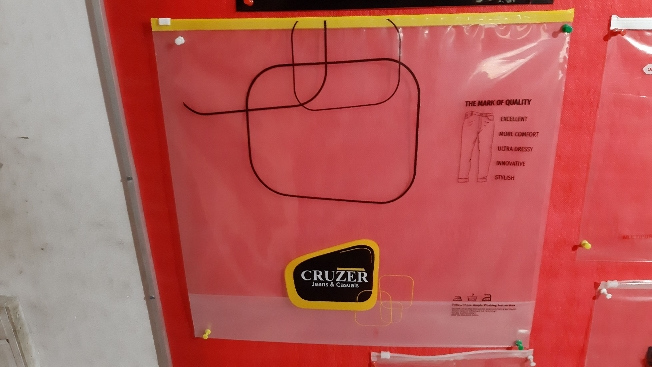 THE MARK OF QUALITY
EXCELLENT
MORE COMFORT
ULTRA DRESSY
INNOVATIVE
STYLISH
CRUZER
Jeans & Casuals